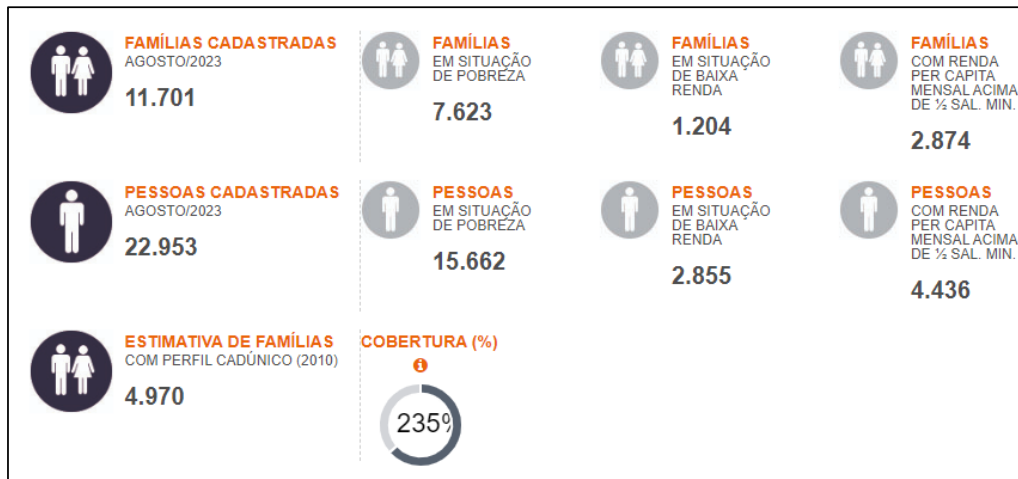 FAMÍLIAS CADASTRADAS
AGOSTO/2023
11.701
FAMÍLIAS
EM SITUAÇÃO
DE POBREZA
7.623
FAMÍLIAS
EM SITUAÇÃO
DE BAIXA
RENDA
1.204
FAMÍLIAS
COM RENDA
PER CAPITA
MENSAL ACIMA
DE ½ SAL. MIN.
2.874
PESSOAS CADASTRADAS
AGOSTO/2023
22.953
PESSOAS
EM SITUAÇÃO
DE POBREZA
15.662
PESSOAS
EM SITUAÇÃO
DE BAIXA
RENDA
2.855
PESSOAS
COM RENDA
PER CAPITA
MENSAL ACIMA
DE ½ SAL. MIN.
4.436
ESTIMATIVA DE FAMÍLIAS
COM PERFIL CADÚNICO (2010)
4.970
COBERTURA (%)
i
235%